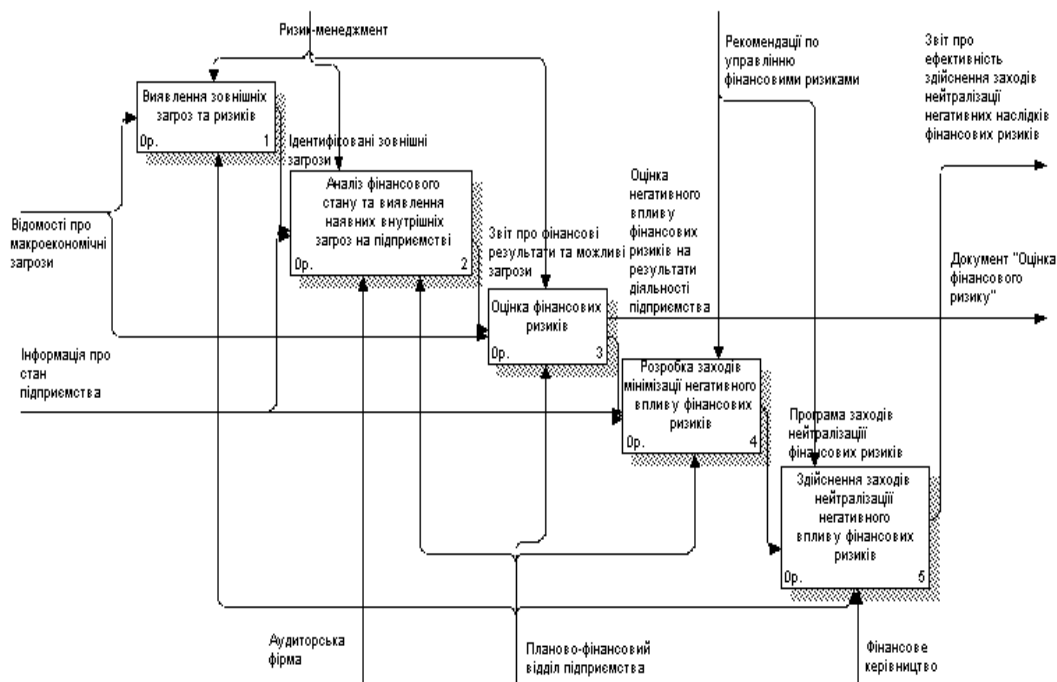 Ризик-менеджмент
Рекомендації по
управлінню
фінансовими ризиками
Звіт про
ефективність
здійснення заходів
нейтралізації
негативних наслідків
фінансових ризиків
Виявлення зовнішніх
загроз та ризиків
0р. 1
Ідентифіковані зовнішні
загрози
Аналіз фінансового
стану та виявлення
наявних внутрішніх
загроз на підприємстві
0р. 2
Відомості про
макроекономічні
загрози
Звіт про фінансові
результати та можливі
загрози
Оцінка
негативного
впливу
фінансових
ризиків на
результати
діяльності
підприємства
Документ "Оцінка
фінансового
ризику"
Оцінка фінансових
ризиків
0р. 3
Інформація про
стан
підприємства
Розробка заходів
мінімізації негативного
впливу фінансових
ризиків
0р. 4
Програма заходів
нейтралізаціії
фінансових ризиків
Здійснення заходів
нейтралізаціії
негативного
впливу фінансових
ризиків
0р. 5
Аудиторська
фірма
Планово-фінансовий
відділ підприємства
Фінансове
керівництво